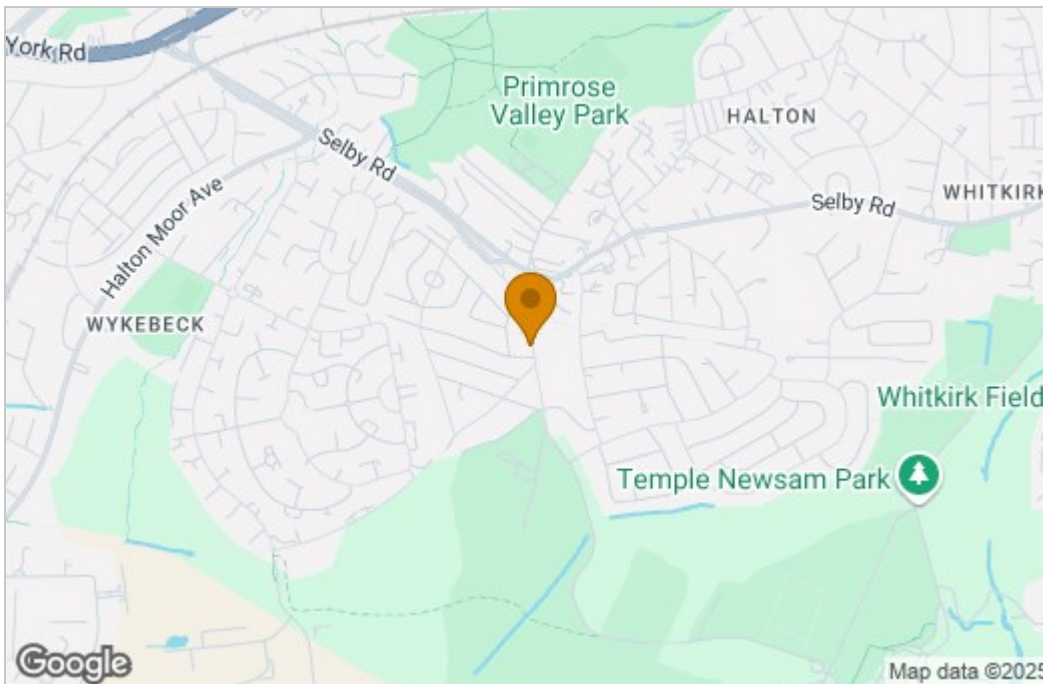 York Rd
Primrose
Valley Park
HALTON
Selby Rd
WHITKIRK
Halton Moor Ave
Selby Rd
WYKEBECK
Whitkirk Field
Temple Newsam Park
Google
Map data ©2025